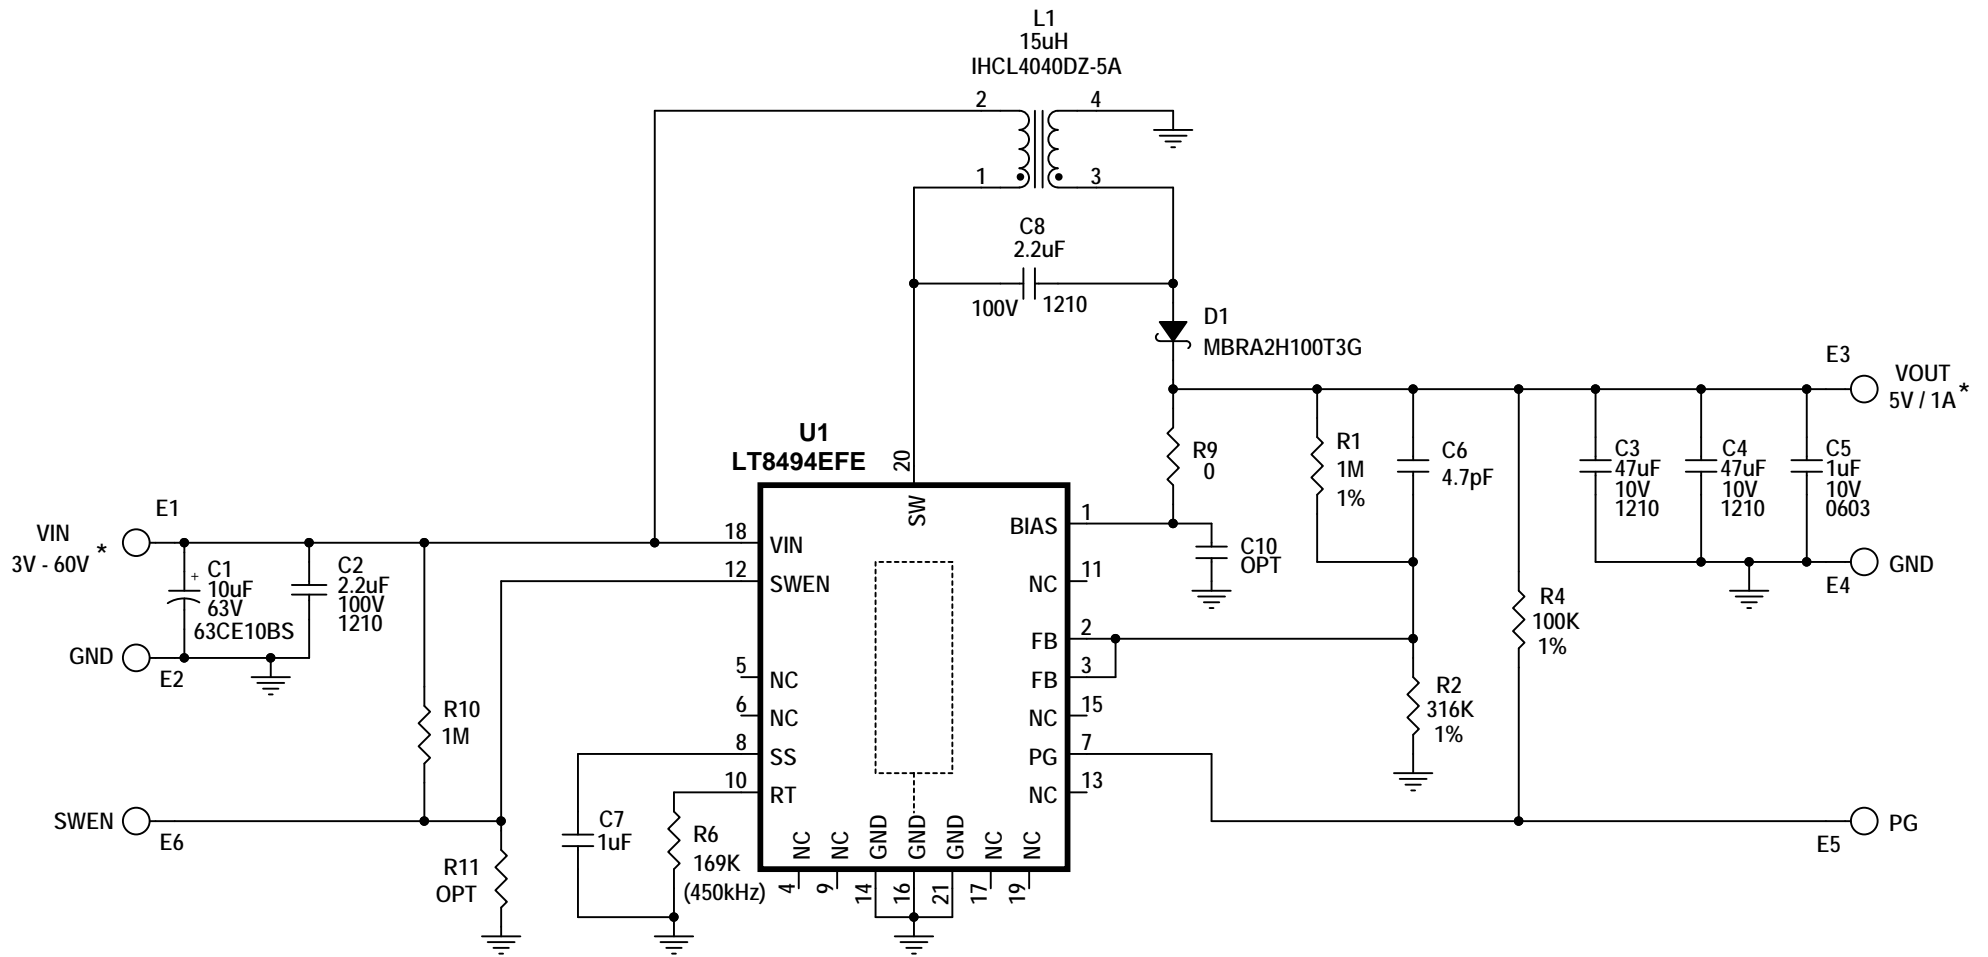 L1
15uH
IHCL4040DZ-5A
2
4
1
3
C8
2.2uF
100V
1210
D1
MBRA2H100T3G
E3
VOUT
5V / 1A *
U1
LT8494EFE
20
SW
R9
0
R1
1M
1%
C6
4.7pF
C3
47uF
10V
1210
C4
47uF
10V
1210
C5
1uF
10V
0603
E1
VIN
3V - 60V *
C1
+
10uF
63V
63CE10BS
C2
2.2uF
100V
1210
GND
E2
18
VIN
12
SWEN
5
NC
6
NC
8
SS
10
RT
BIAS
1
NC
11
FB
2
FB
3
NC
15
PG
7
NC
13
C10
OPT
GND
E4
R4
100K
1%
R2
316K
1%
R10
1M
SWEN
E6
R11
OPT
C7
1uF
R6
169K
(450kHz)
NC
NC
GND
GND
GND
NC
NC
4
9
14
16
21
17
19
PG
E5